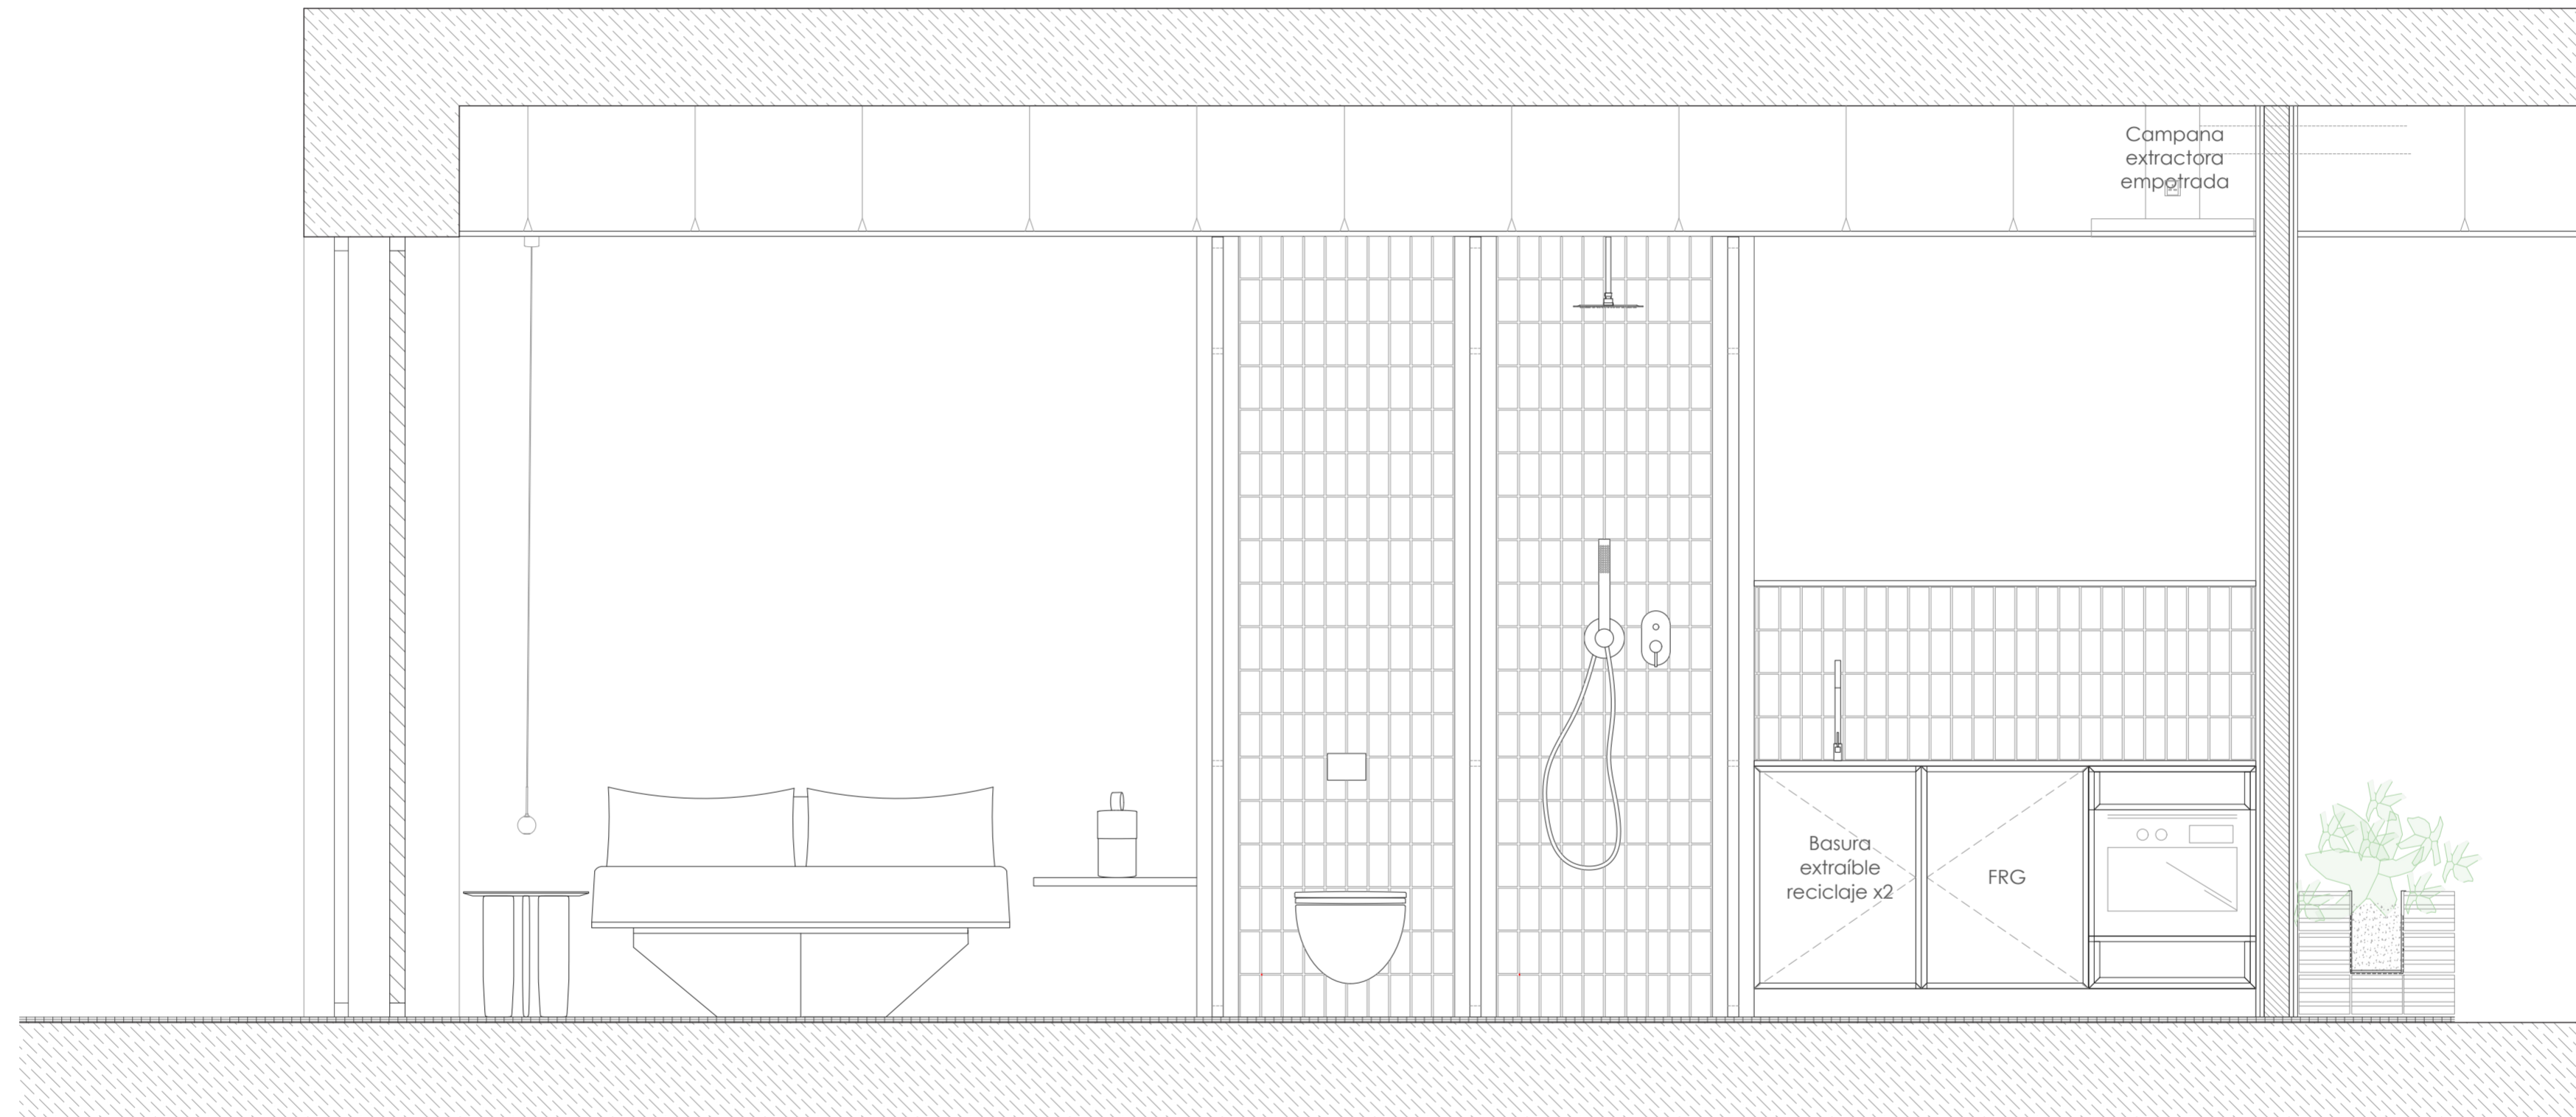 Campana
extractora
empotrada
Basura
extraíble
reciclaje x2
FRG